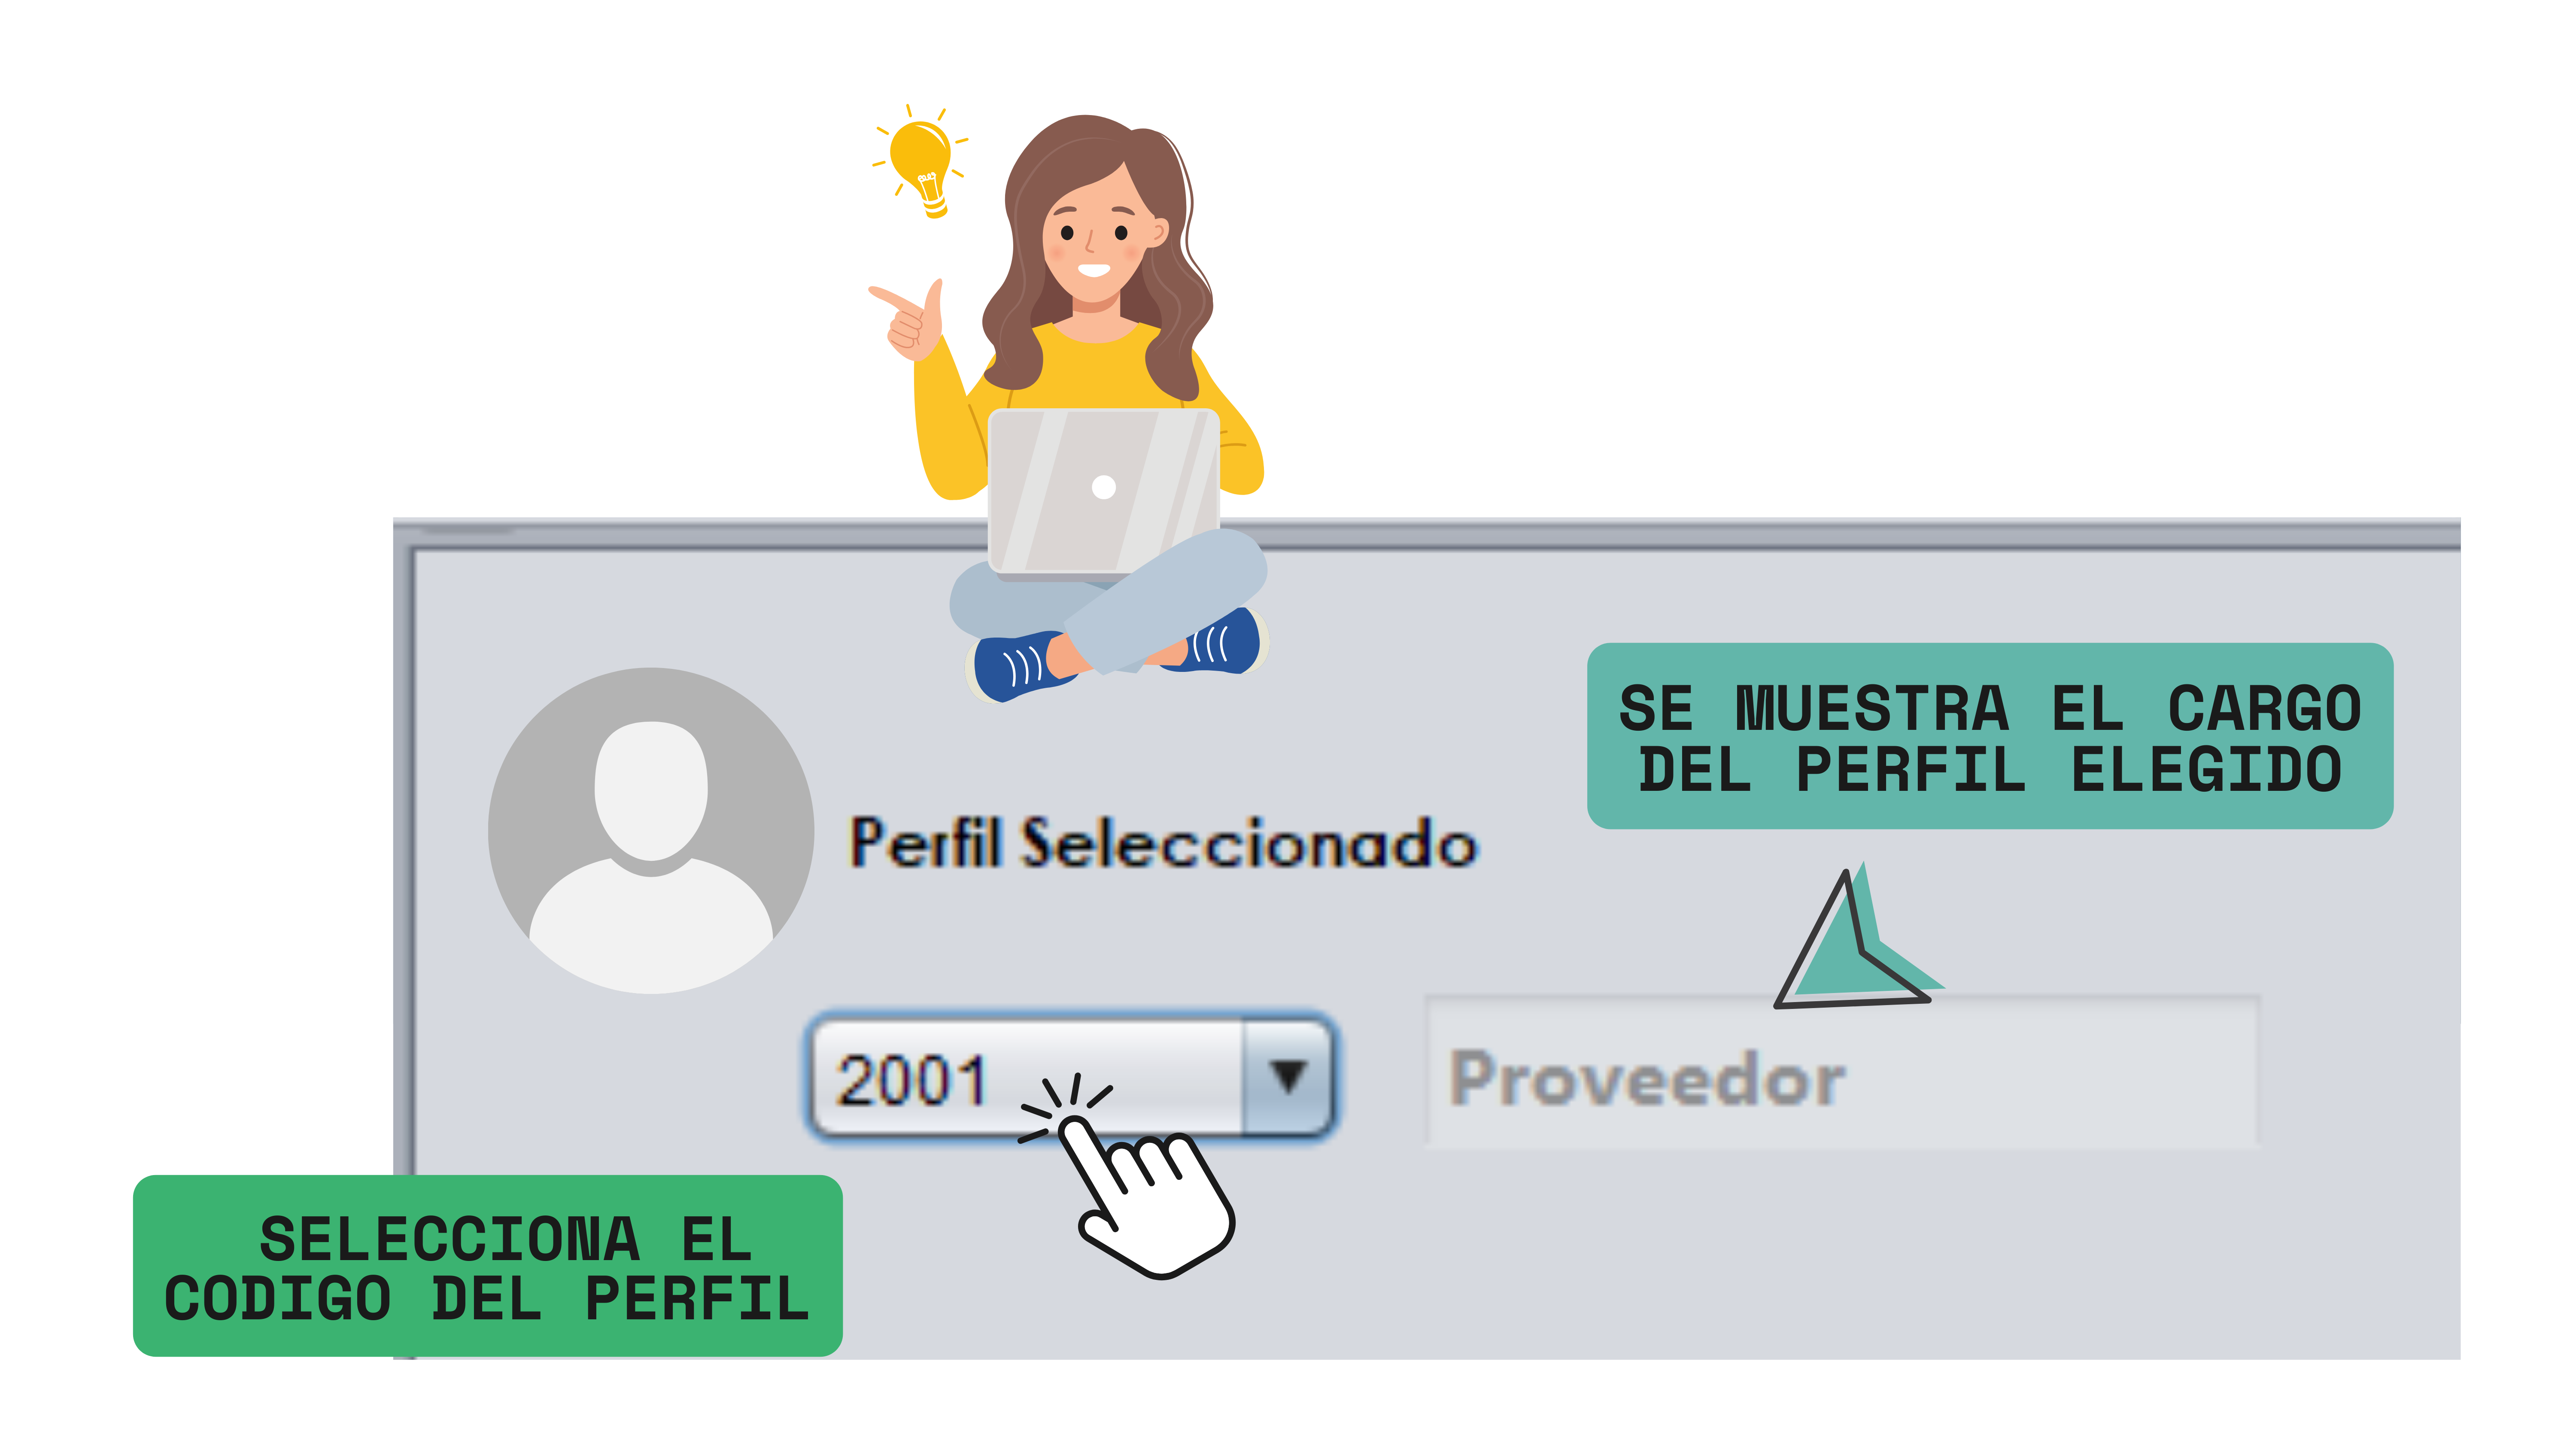 SE MUESTRA EL CARGO
DEL PERFIL ELEGIDO
Perfil Seleccionado
2001
Proveedor
SELECCIONA EL
CODIGO DEL PERFIL